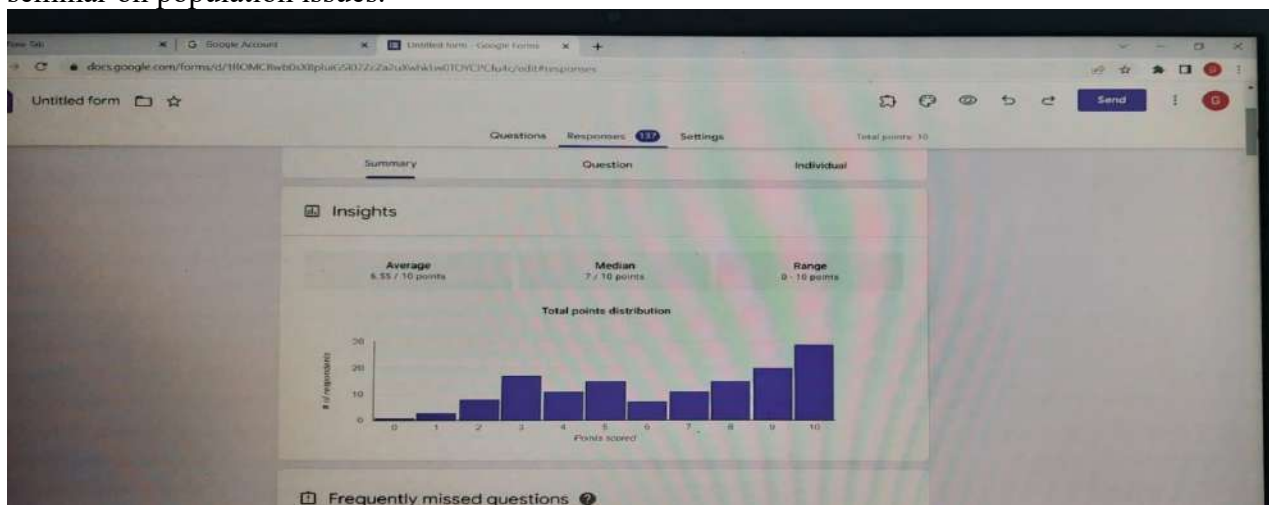 seminar on population issues.
Google Account
Untitled form - Google Forms
Untitled form
Send
G
Questions Responses 137 Settings
Total points: 10
Summary Question Individual
Insights
Average Median Range
6.55 / 10 points 7 / 10 points 0 - 10 points
Total points distribution
30
20
10
0
# of respondents
0 1 2 3 4 5 6 7 8 9 10
Points scored
Frequently missed questions